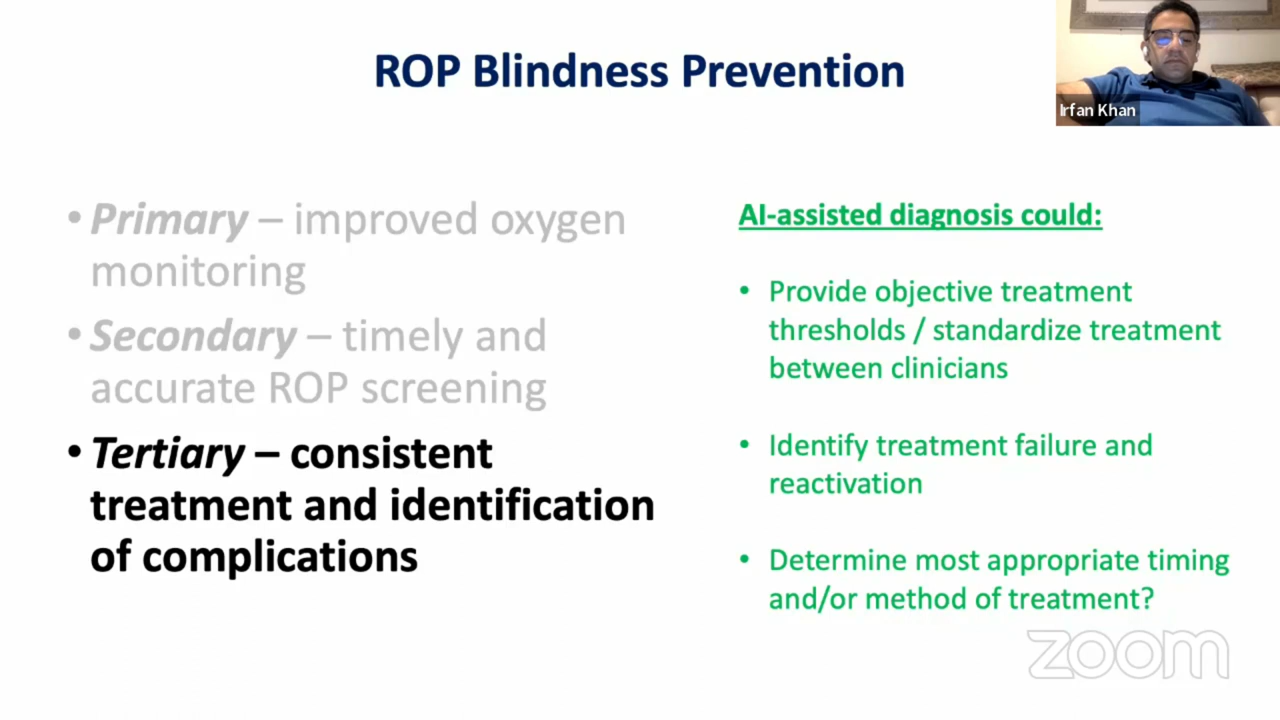 ROP Blindness Prevention
Irfan Khan
• Primary – improved oxygen
monitoring
• Secondary – timely and
accurate ROP screening
• Tertiary – consistent
treatment and identification
of complications
AI-assisted diagnosis could:
• Provide objective treatment
thresholds / standardize treatment
between clinicians
• Identify treatment failure and
reactivation
• Determine most appropriate timing
and/or method of treatment?
zoom